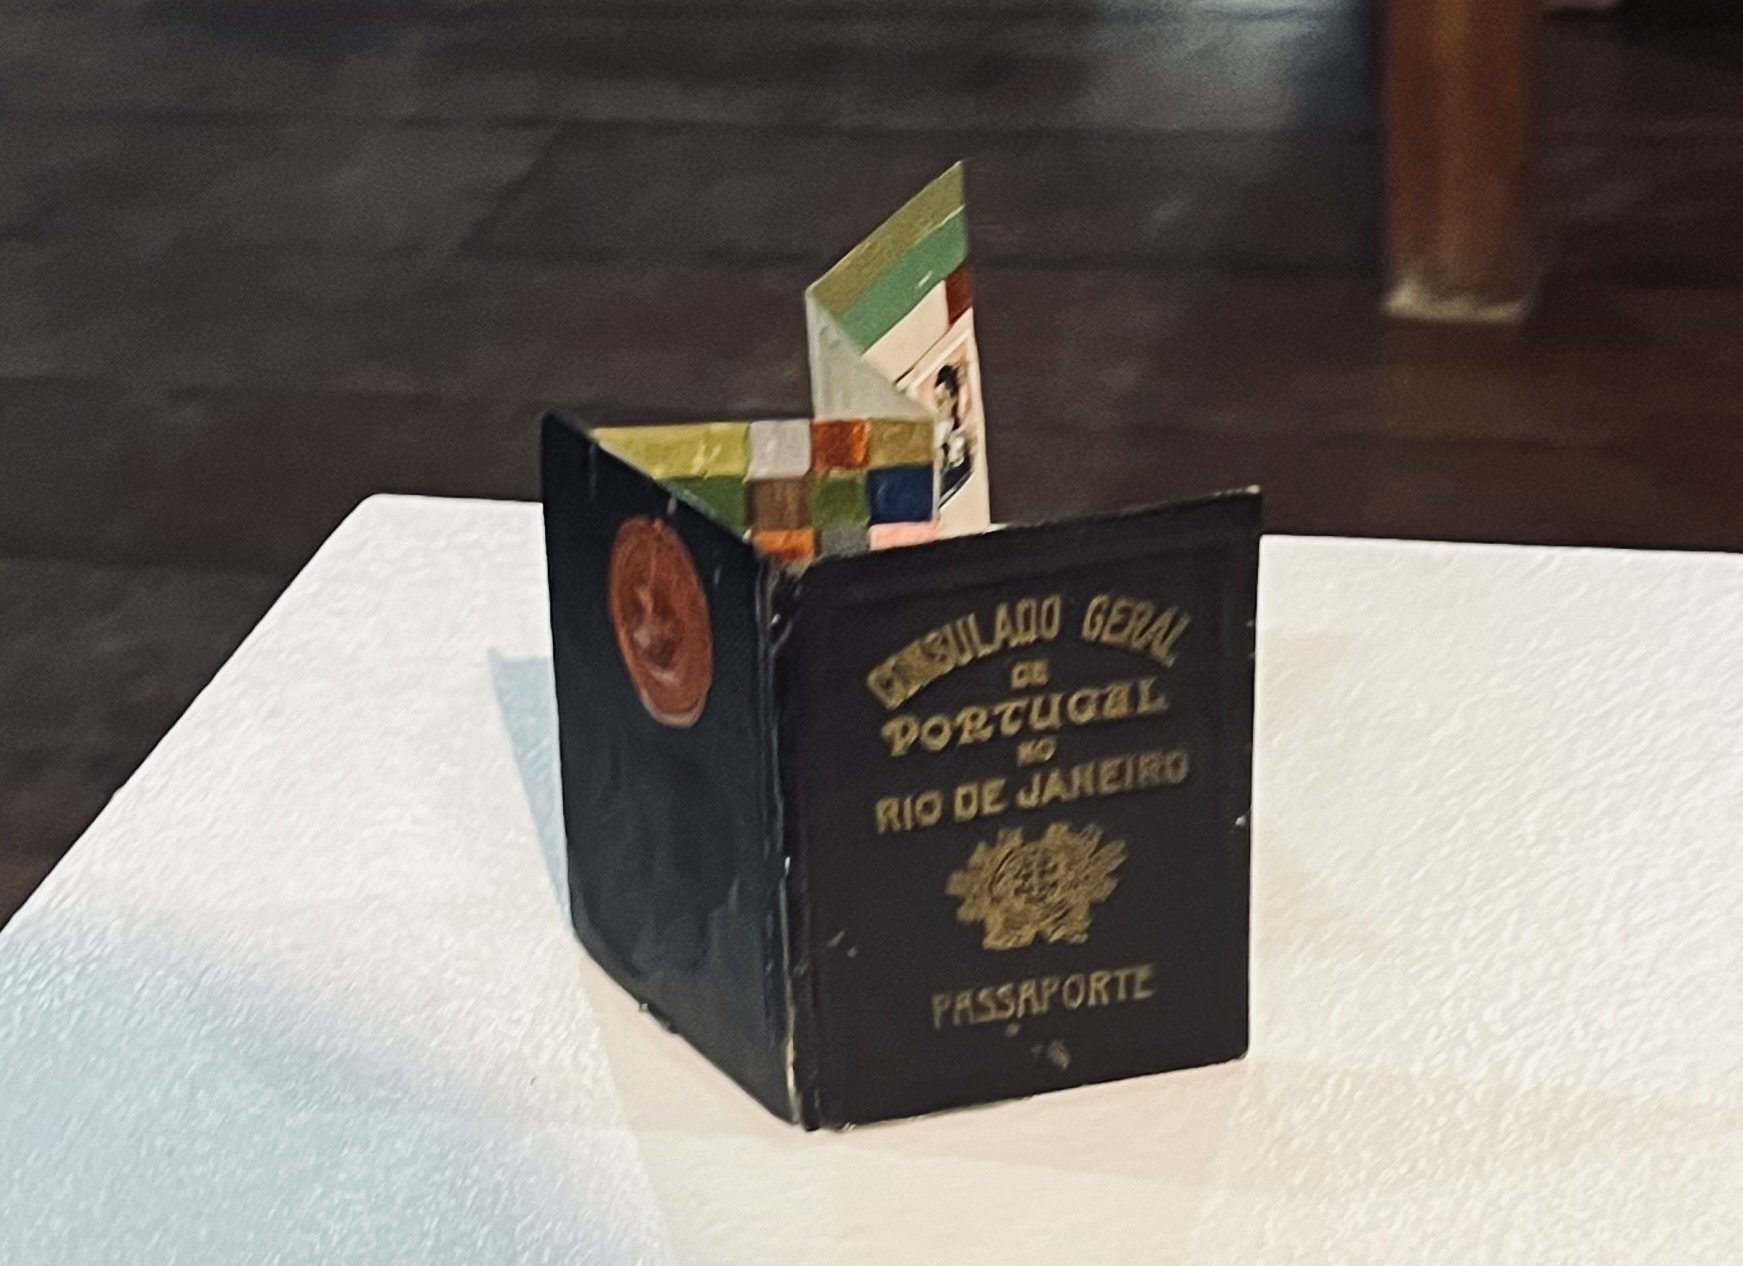 CONSULADO GERAL
DE
PORTUGAL
NO
RIO DE JANEIRO
PASSAPORTE